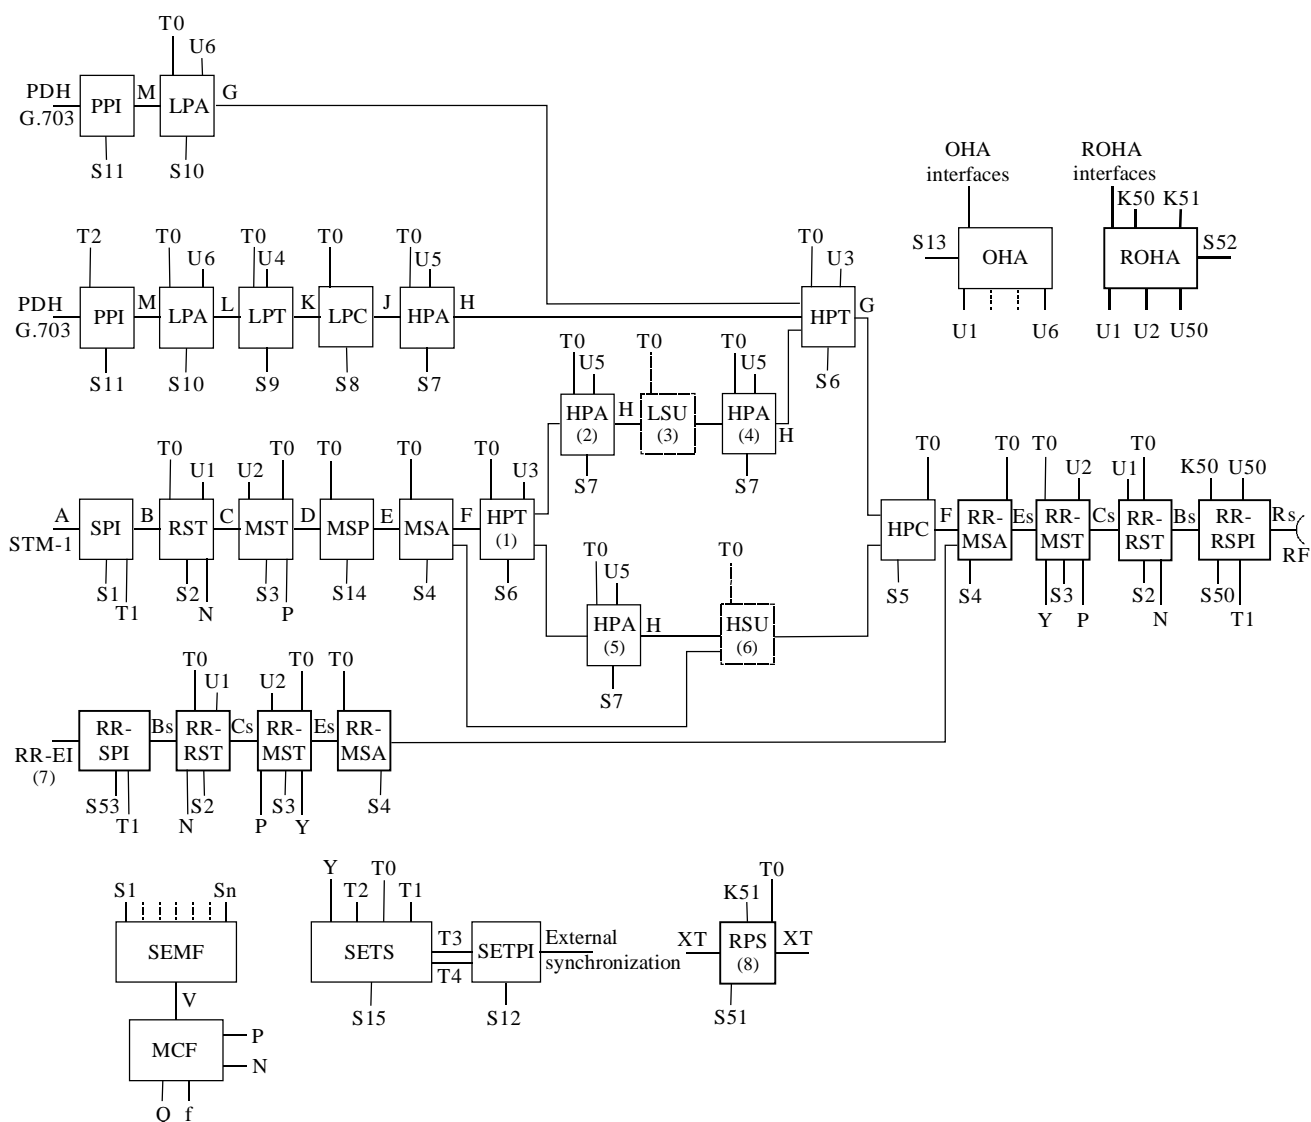 T0
U6
PDH
G.703
PPI
M
LPA
G
S11
S10
OHA
interfaces
ROHA
interfaces
K50
K51
S13
OHA
ROHA
S52
U1
U6
U1
U2
U50
T2
T0
U6
T0
U4
T0
T0
U5
T0
U3
PDH
G.703
PPI
M
LPA
L
LPT
K
LPC
J
HPA
H
HPT
G
S11
S10
S9
S8
S7
S6
T0
U5
T0
T0
U5
HPA
(2)
H
LSU
(3)
HPA
(4)
H
S7
S7
T0
U1
U2
T0
T0
T0
T0
U3
T0
T0
T0
U2
U1
T0
K50
U50
A
STM-1
SPI
B
RST
C
MST
D
MSP
E
MSA
F
HPT
(1)
HPC
F
RR-
MSA
Es
RR-
MST
Cs
RR-
RST
Bs
RR-
RSPI
Rs
RF
S1
T1
S2
N
S3
P
S14
S4
S6
S5
S4
Y
S3
P
S2
N
S50
T1
T0
U5
T0
HPA
(5)
H
HSU
(6)
S7
T0
U1
U2
T0
T0
RR-EI
(7)
RR-
SPI
Bs
RR-
RST
Cs
RR-
MST
Es
RR-
MSA
S53
T1
N
S2
P
S3
Y
S4
S1
Sn
SEMF
V
MCF
P
N
Q
f
Y
T2
T0
T1
SETS
T3
T4
SETPI
External
synchronization
S15
S12
T0
K51
XT
RPS
(8)
XT
S51